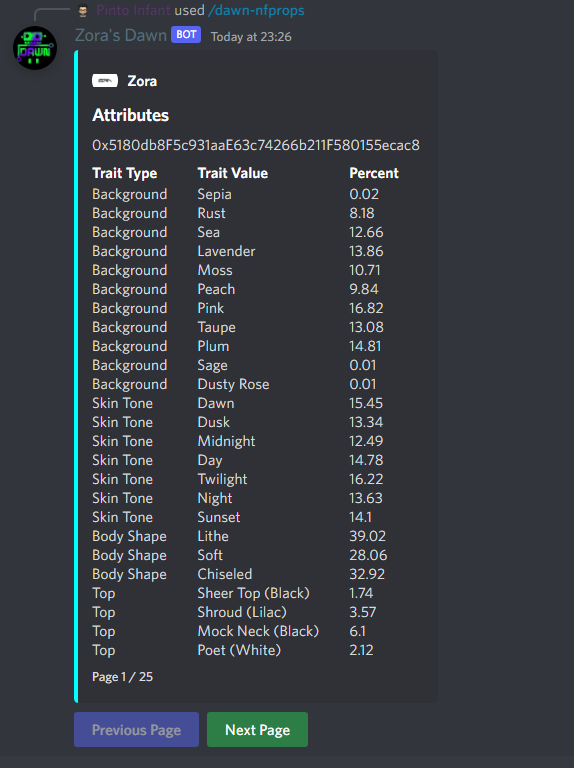 Pinto Infant used /dawn-nfprops
DAWN
Zora's Dawn BOT Today at 23:26
Zora
Attributes
0x5180db8F5c931aaE63c74266b211F580155ecac8
Trait Type Trait Value Percent
Background Sepia 0.02
Background Rust 8.18
Background Sea 12.66
Background Lavender 13.86
Background Moss 10.71
Background Peach 9.84
Background Pink 16.82
Background Taupe 13.08
Background Plum 14.81
Background Sage 0.01
Background Dusty Rose 0.01
Skin Tone Dawn 15.45
Skin Tone Dusk 13.34
Skin Tone Midnight 12.49
Skin Tone Day 14.78
Skin Tone Twilight 16.22
Skin Tone Night 13.63
Skin Tone Sunset 14.1
Body Shape Lithe 39.02
Body Shape Soft 28.06
Body Shape Chiseled 32.92
Top Sheer Top (Black) 1.74
Top Shroud (Lilac) 3.57
Top Mock Neck (Black) 6.1
Top Poet (White) 2.12
Page 1 / 25
Previous Page Next Page